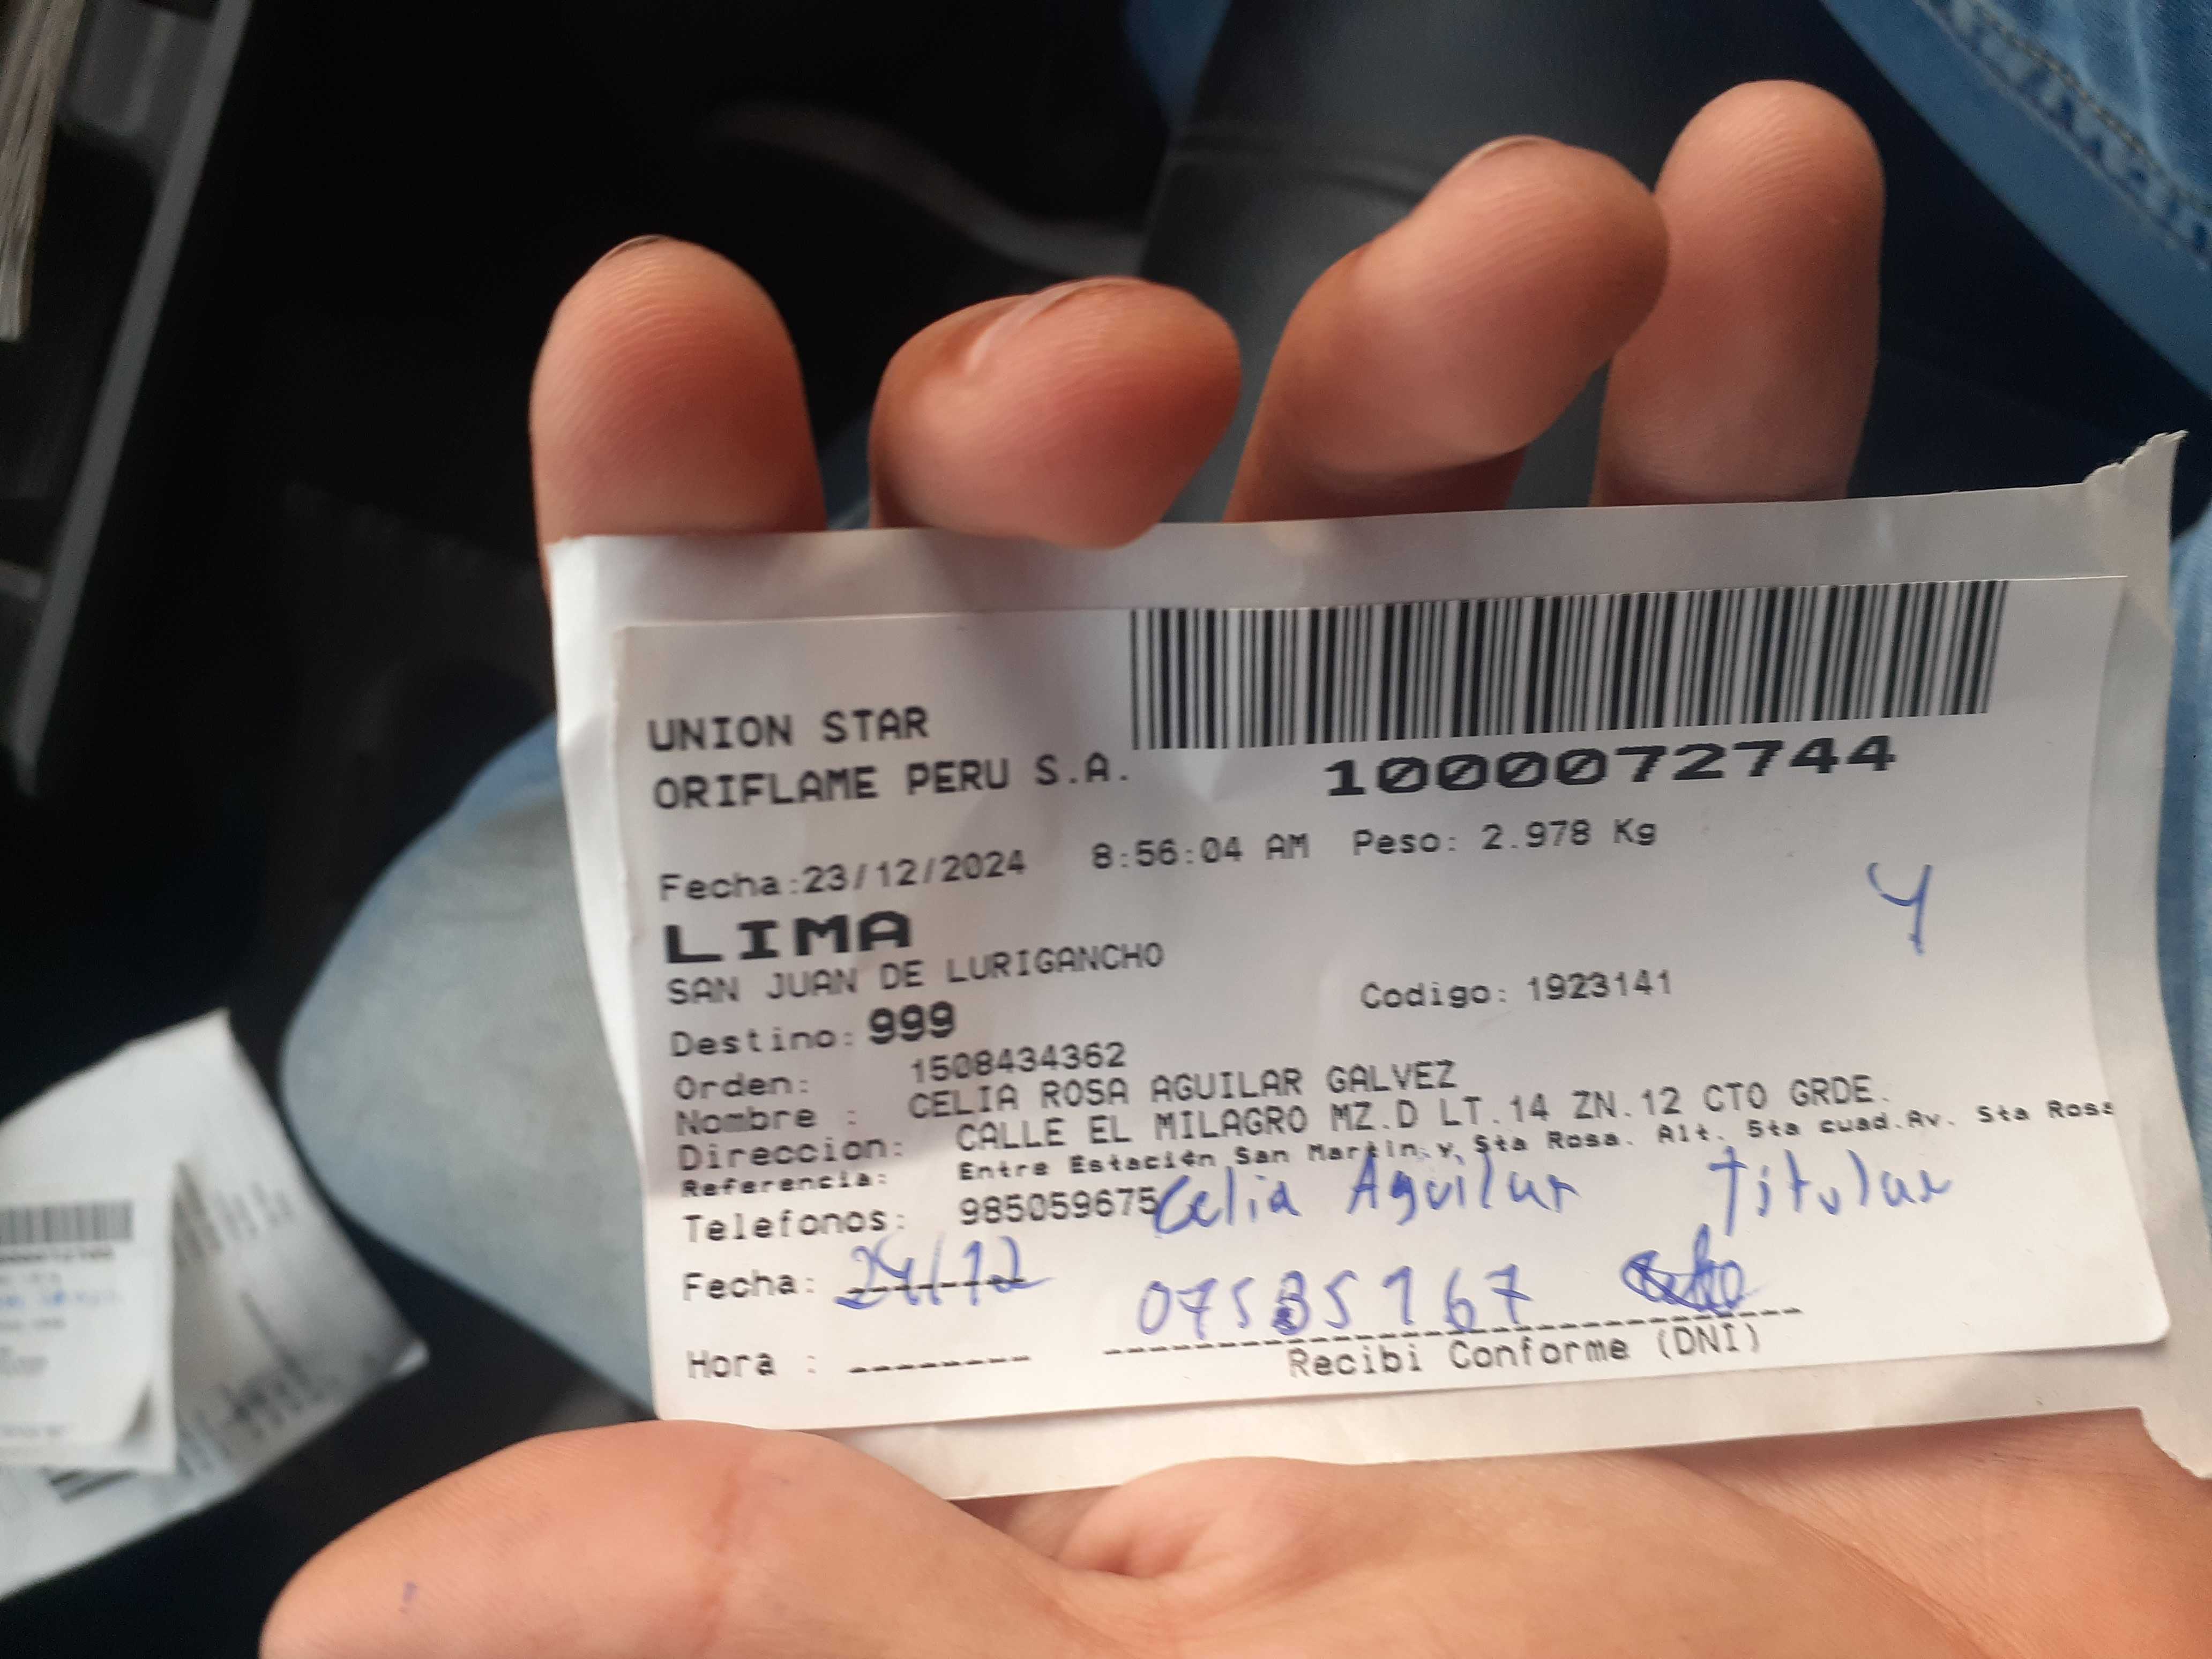 UNION STAR
ORIFLAME PERU S.A.
1000072744
Fecha:23/12/2024 8:56:04 AM Peso: 2.978 Kg
LIMA
4
SAN JUAN DE LURIGANCHO
Destino: 999 Codigo: 1923141
Orden: 1508434362
Nombre : CELIA ROSA AGUILAR GALVEZ
Direccion: CALLE EL MILAGRO MZ.D LT.14 ZN.12 CTO GRDE.
Referencia: Entre Estación San Martin y Sta Rosa. Alt. 5ta cuad.Av. Sta Rosa
Telefonos: 985059675 Celia Aguilar Titular
Fecha: 24/12 07535167
Hora : Recibi Conforme (DNI)